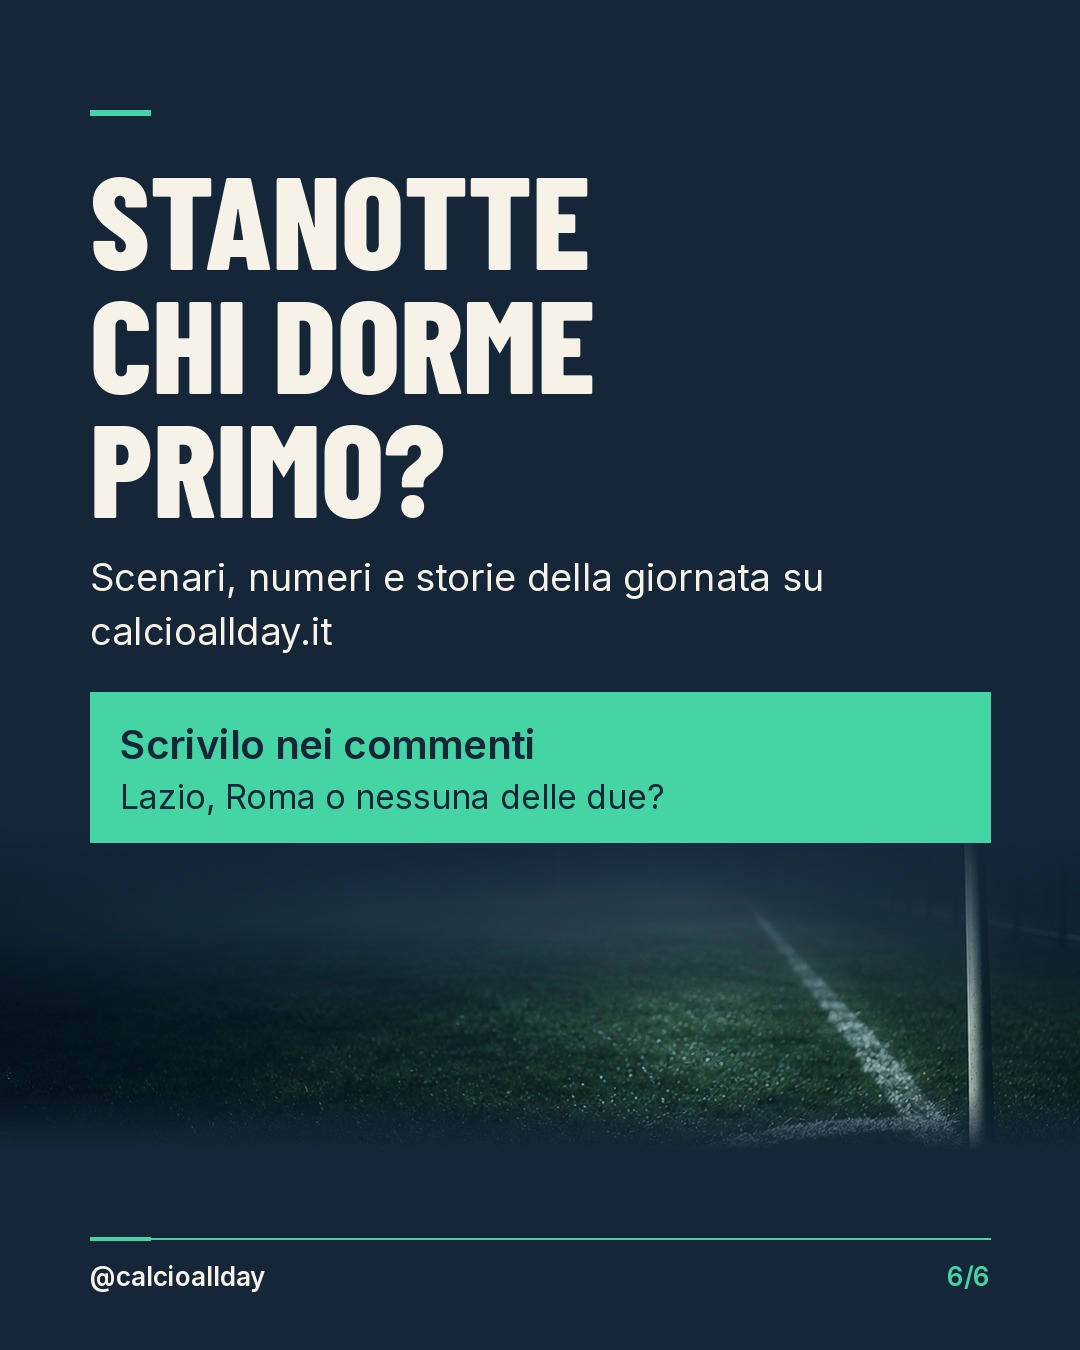 STANOTTE
CHI DORME
PRIMO?
Scenari, numeri e storie della giornata su
calcioallday.it
Scrivilo nei commenti
Lazio, Roma o nessuna delle due?
@calcioallday
6/6